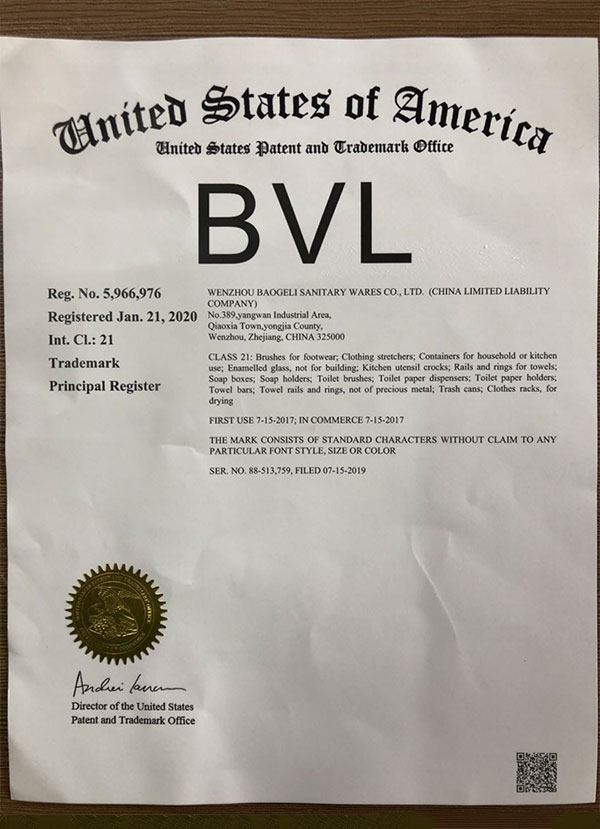 United States of America
United States Patent and Trademark Office
BVL
Reg. No. 5,966,976
Registered Jan. 21, 2020
Int. Cl.: 21
Trademark
Principal Register
WENZHOU BAOGELI SANITARY WARES CO., LTD. (CHINA LIMITED LIABILITY
COMPANY)
No.389,yangwan Industrial Area,
Qiaoxia Town,yongjia County,
Wenzhou, Zhejiang, CHINA 325000
CLASS 21: Brushes for footwear; Clothing stretchers; Containers for household or kitchen
use; Enamelled glass, not for building; Kitchen utensil crocks; Rails and rings for towels;
Soap boxes; Soap holders; Toilet brushes; Toilet paper dispensers; Toilet paper holders;
Towel bars; Towel rails and rings, not of precious metal; Trash cans; Clothes racks, for
drying
FIRST USE 7-15-2017; IN COMMERCE 7-15-2017
THE MARK CONSISTS OF STANDARD CHARACTERS WITHOUT CLAIM TO ANY
PARTICULAR FONT STYLE, SIZE OR COLOR
SER. NO. 88-513,759, FILED 07-15-2019
Director of the United States
Patent and Trademark Office